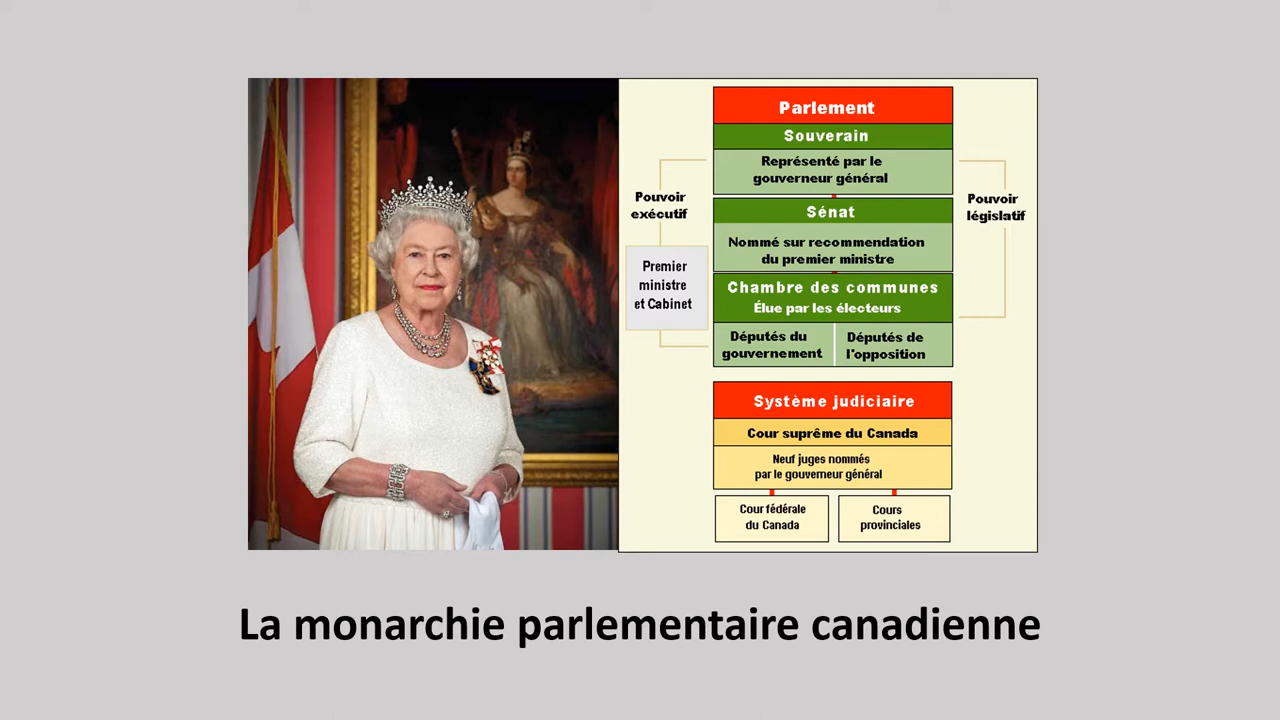 Parlement
Souverain
Représenté par le
gouverneur général
Pouvoir
exécutif
Pouvoir
législatif
Sénat
Nommé sur recommendation
du premier ministre
Premier
ministre
et Cabinet
Chambre des communes
Élue par les électeurs
Députés du
gouvernement
Députés de
l'opposition
Système judiciaire
Cour suprême du Canada
Neuf juges nommés
par le gouverneur général
Cour fédérale
du Canada
Cours
provinciales
La monarchie parlementaire canadienne